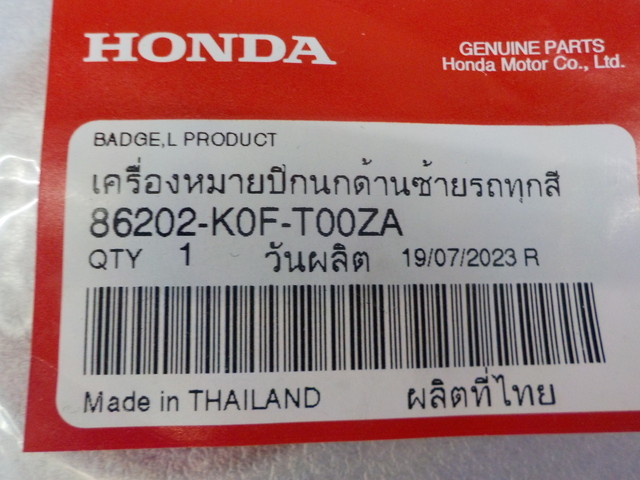 HONDA
GENUINE PARTS
Honda Motor Co., Ltd.
BADGE,L PRODUCT
เครื่องหมายปีกนกด้านซ้ายรถทุกสี
86202-K0F-T00ZA
QTY 1 วันผลิต 19/07/2023 R
Made in THAILAND ผลิตที่ไทย